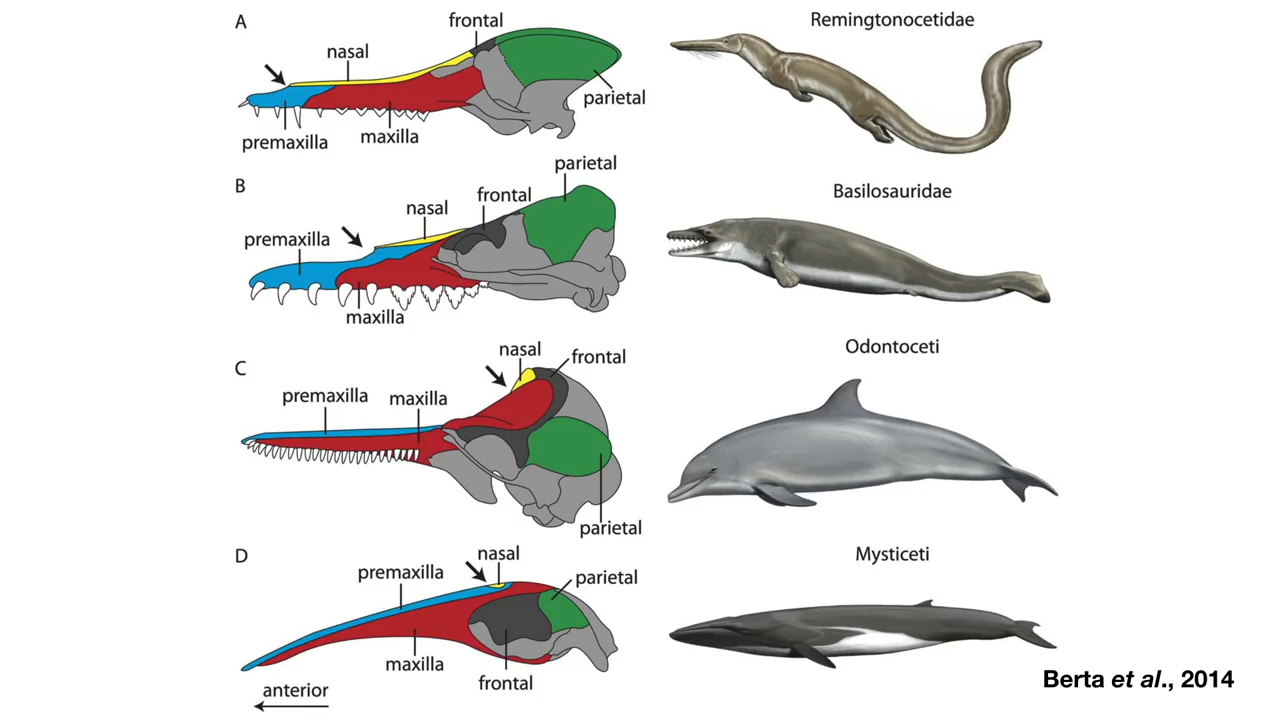 A
frontal
nasal
parietal
premaxilla
maxilla
Remingtonocetidae
B
parietal
frontal
nasal
premaxilla
maxilla
Basilosauridae
C
nasal
frontal
premaxilla
maxilla
parietal
Odontoceti
D
nasal
premaxilla
parietal
maxilla
frontal
anterior
Mysticeti
Berta et al., 2014